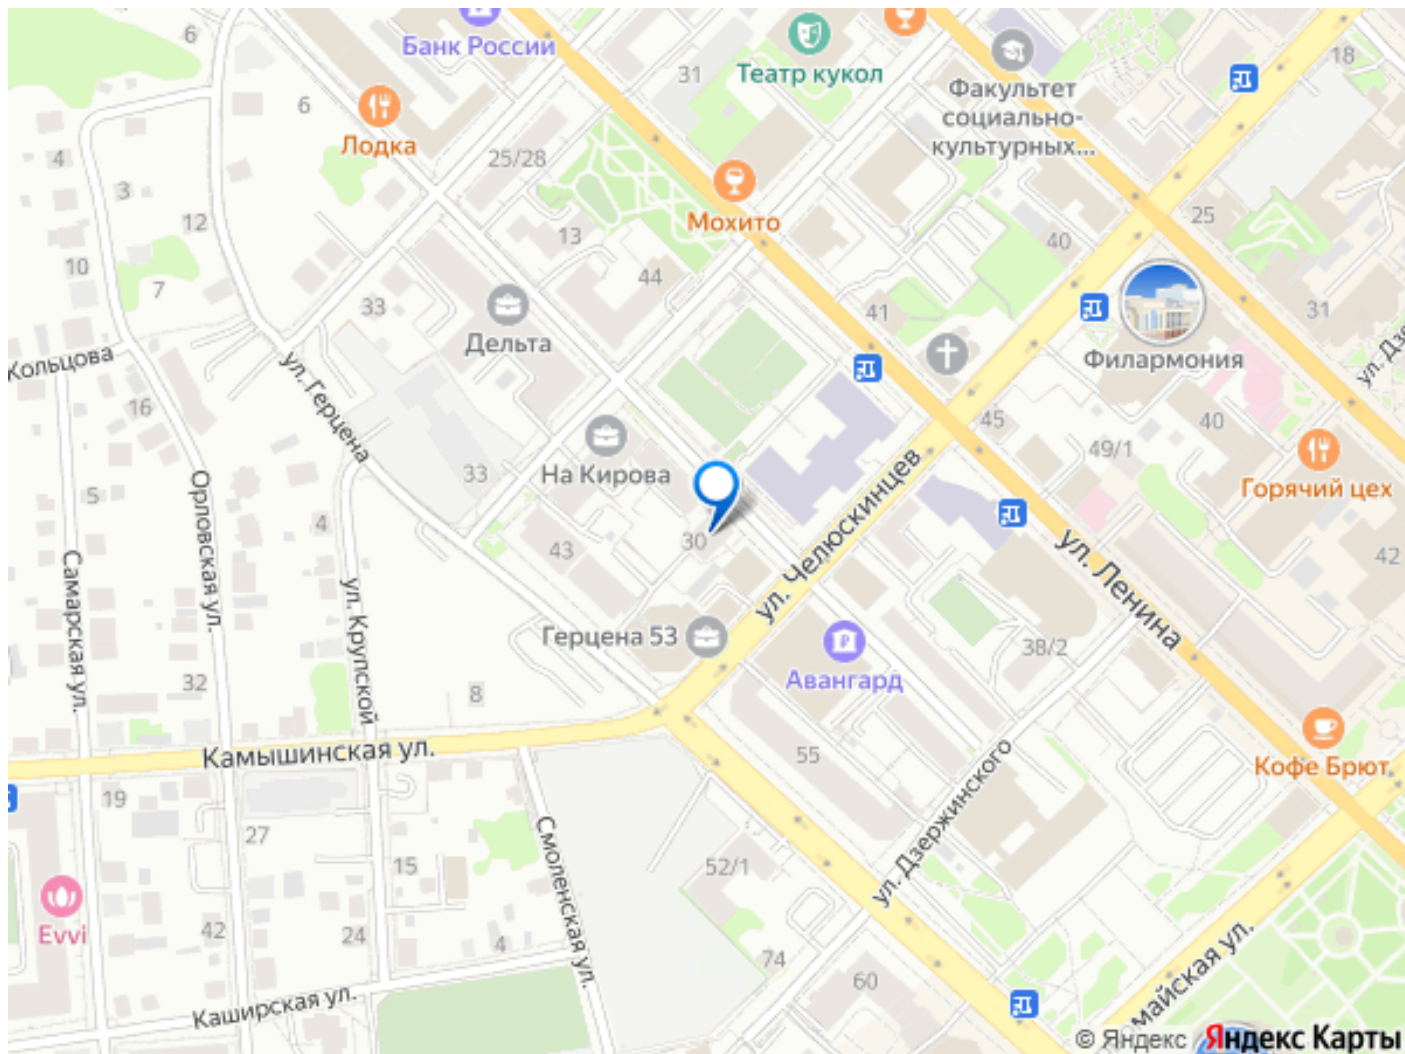 6
Банк России
31
Театр кукол
18
Факультет
социально-
культурных...
6
Лодка
25/28
4
3
12
Мохито
13
40
25
10
7
44
33
41
31
Дельта
Филармония
ул. Дзе
Кольцова
ул. Герцена
16
45
40
49/1
На Кирова
33
Горячий цех
5
4
Орловская ул.
43
30
ул. Челюскинцев
ул. Ленина
42
Самарская ул.
ул. Крупской
Герцена 53
38/2
Авангард
32
8
Камышинская ул.
55
Кофе Брют
19
27
15
Смоленская ул.
52/1
ул. Дзержинского
Evvi
42
24
4
74
60
Каширская ул.
омайская ул.
© Яндекс Яндекс Карты